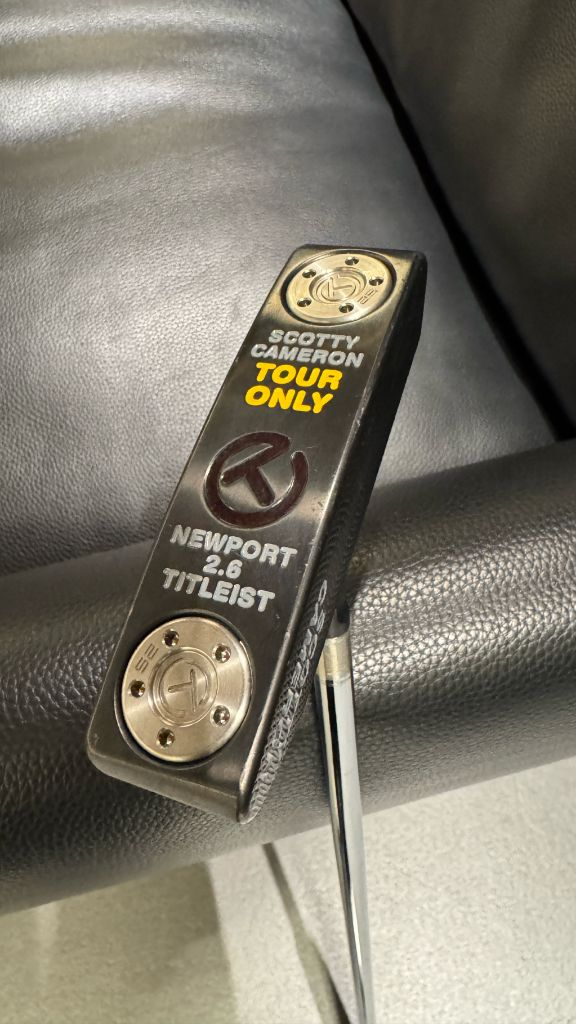 SCOTTY
CAMERON
TOUR
ONLY
NEWPORT
2.6
TITLEIST